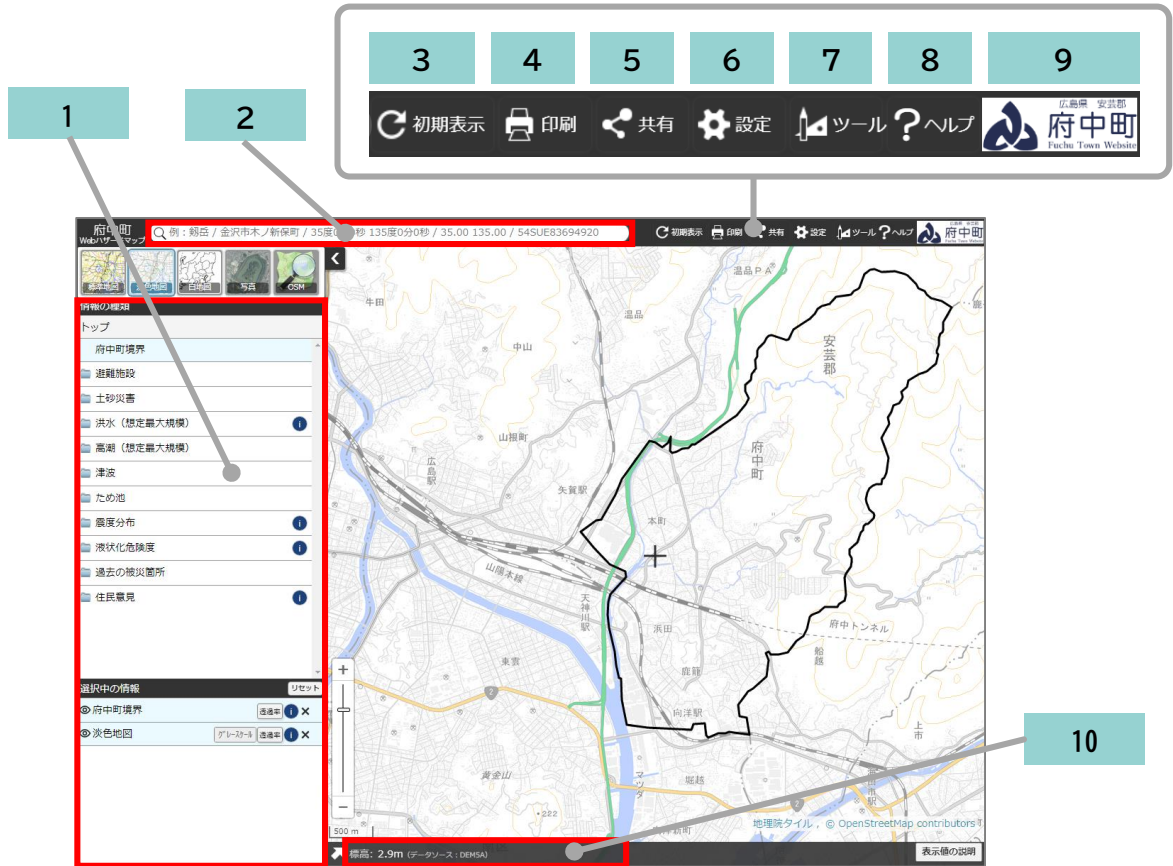 3
4
5
6
7
8
9
初期表示
印刷
共有
設定
ツール
ヘルプ
広島県 安芸郡
府中町
Fuchu Town Website
1
2
府中町
Webハザードマップ
例：剱岳 / 金沢市木ノ新保町 / 35度0
秒 135度0分0秒 / 35.00 135.00 / 54SUE83694920
初期表示
印刷
共有
設定
ツール
ヘルプ
府中町
標準地図
白地図
写真
OSM
情報の種類
トップ
府中町境界
避難施設
土砂災害
洪水（想定最大規模）
高潮（想定最大規模）
津波
ため池
震度分布
液状化危険度
過去の被災箇所
住民意見
選択中の情報
リセット
府中町境界
透過率
淡色地図
グレースケール
透過率
温品PA
温品
牛田
中山
安芸郡
府中町
山根町
広島駅
矢賀駅
本町
山陽本線
天神川駅
浜田
府中トンネル
船越
鹿籠
東雲
2
向洋駅
上市
黄金山
マツダ
堀越
・222
2
500 m
地理院タイル , © OpenStreetMap contributors
標高: 2.9m (データソース：DEM5A)
表示値の説明
10